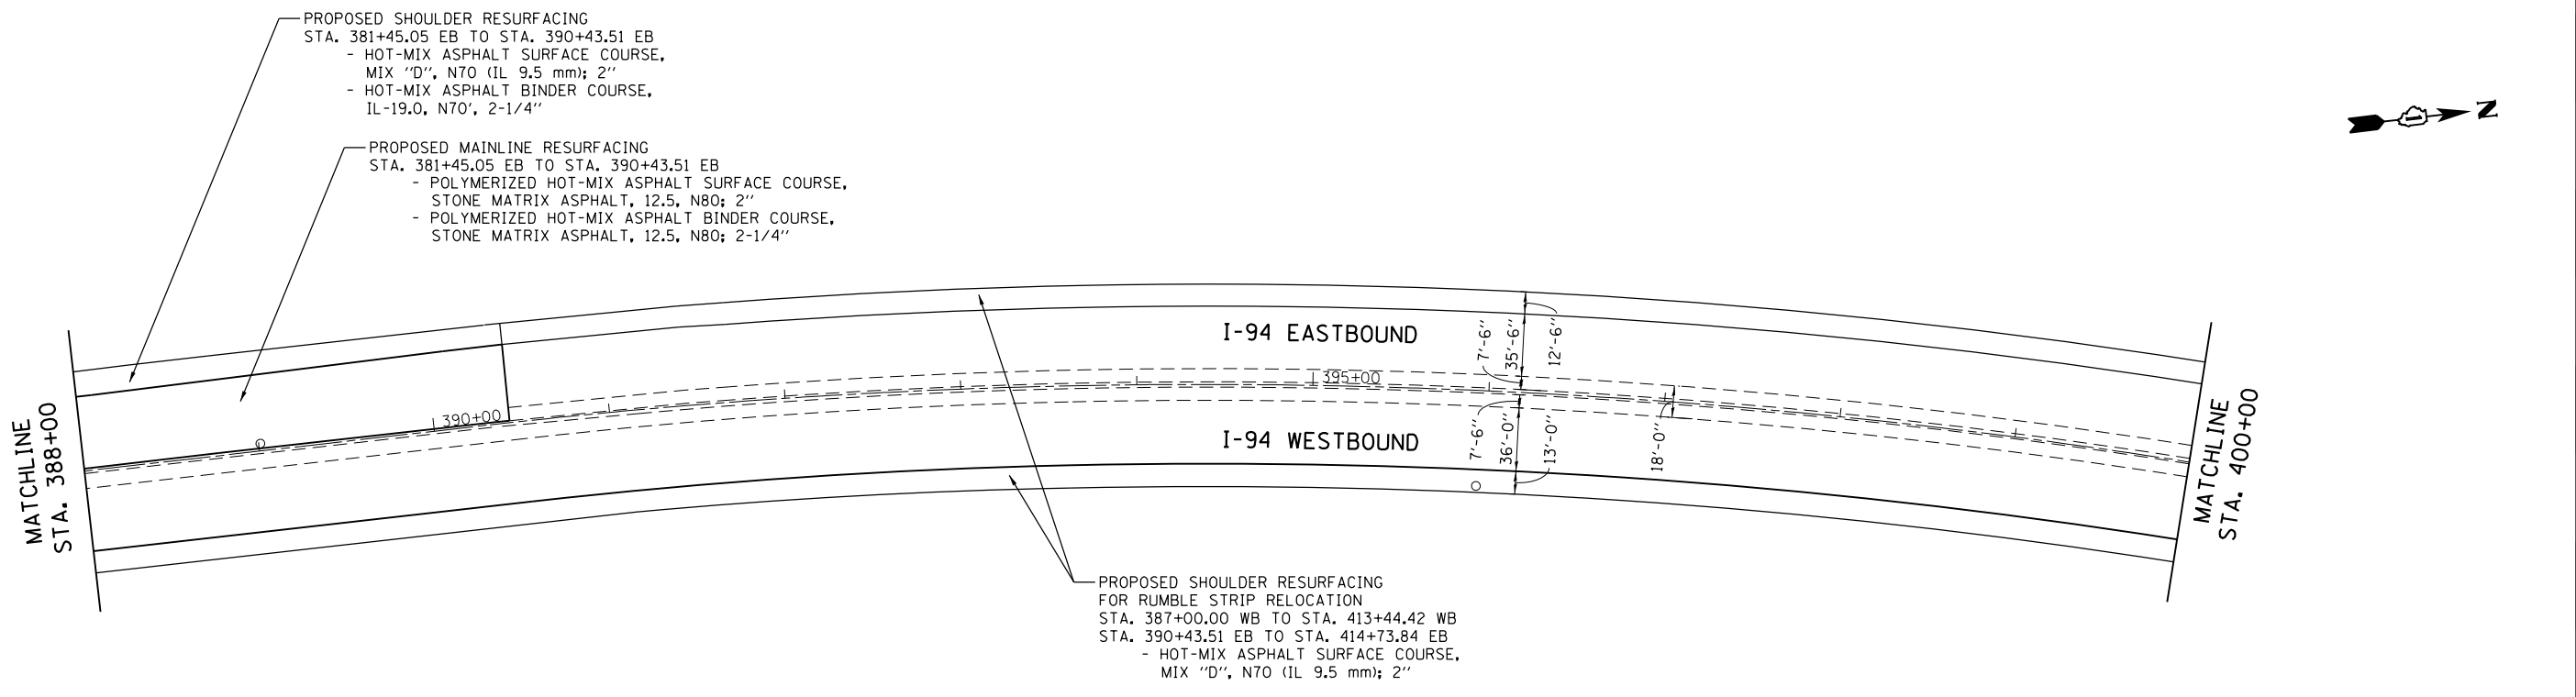 PROPOSED SHOULDER RESURFACING
STA. 381+45.05 EB TO STA. 390+43.51 EB
- HOT-MIX ASPHALT SURFACE COURSE,
MIX "D", N70 (IL 9.5 mm); 2"
- HOT-MIX ASPHALT BINDER COURSE,
IL-19.0, N70', 2-1/4"
PROPOSED MAINLINE RESURFACING
STA. 381+45.05 EB TO STA. 390+43.51 EB
- POLYMERIZED HOT-MIX ASPHALT SURFACE COURSE,
STONE MATRIX ASPHALT, 12.5, N80; 2"
- POLYMERIZED HOT-MIX ASPHALT BINDER COURSE,
STONE MATRIX ASPHALT, 12.5, N80; 2-1/4"
N
I-94 EASTBOUND
7'-6"
35'-6"
12'-6"
395+00
390+00
I-94 WESTBOUND
7'-6"
36'-0"
13'-0"
18'-0"
MATCHLINE
STA. 388+00
MATCHLINE
STA. 400+00
PROPOSED SHOULDER RESURFACING
FOR RUMBLE STRIP RELOCATION
STA. 387+00.00 WB TO STA. 413+44.42 WB
STA. 390+43.51 EB TO STA. 414+73.84 EB
- HOT-MIX ASPHALT SURFACE COURSE,
MIX "D", N70 (IL 9.5 mm); 2"